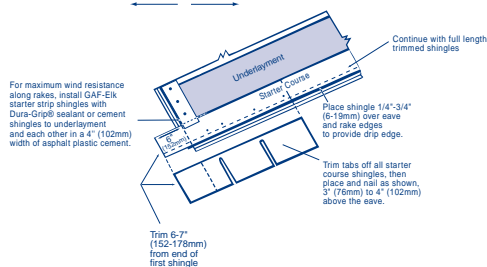 Continue with full length
trimmed shingles
Underlayment
For maximum wind resistance
along rakes, install GAF-Elk
starter strip shingles with
Dura-Grip® sealant or cement
shingles to underlayment
and each other in a 4" (102mm)
width of asphalt plastic cement.
Starter Course
Place shingle 1/4"-3/4"
(6-19mm) over eave
and rake edges
to provide drip edge.
6"
(152mm)
Trim tabs off all starter
course shingles, then
place and nail as shown,
3" (76mm) to 4" (102mm)
above the eave.
Trim 6-7"
(152-178mm)
from end of
first shingle